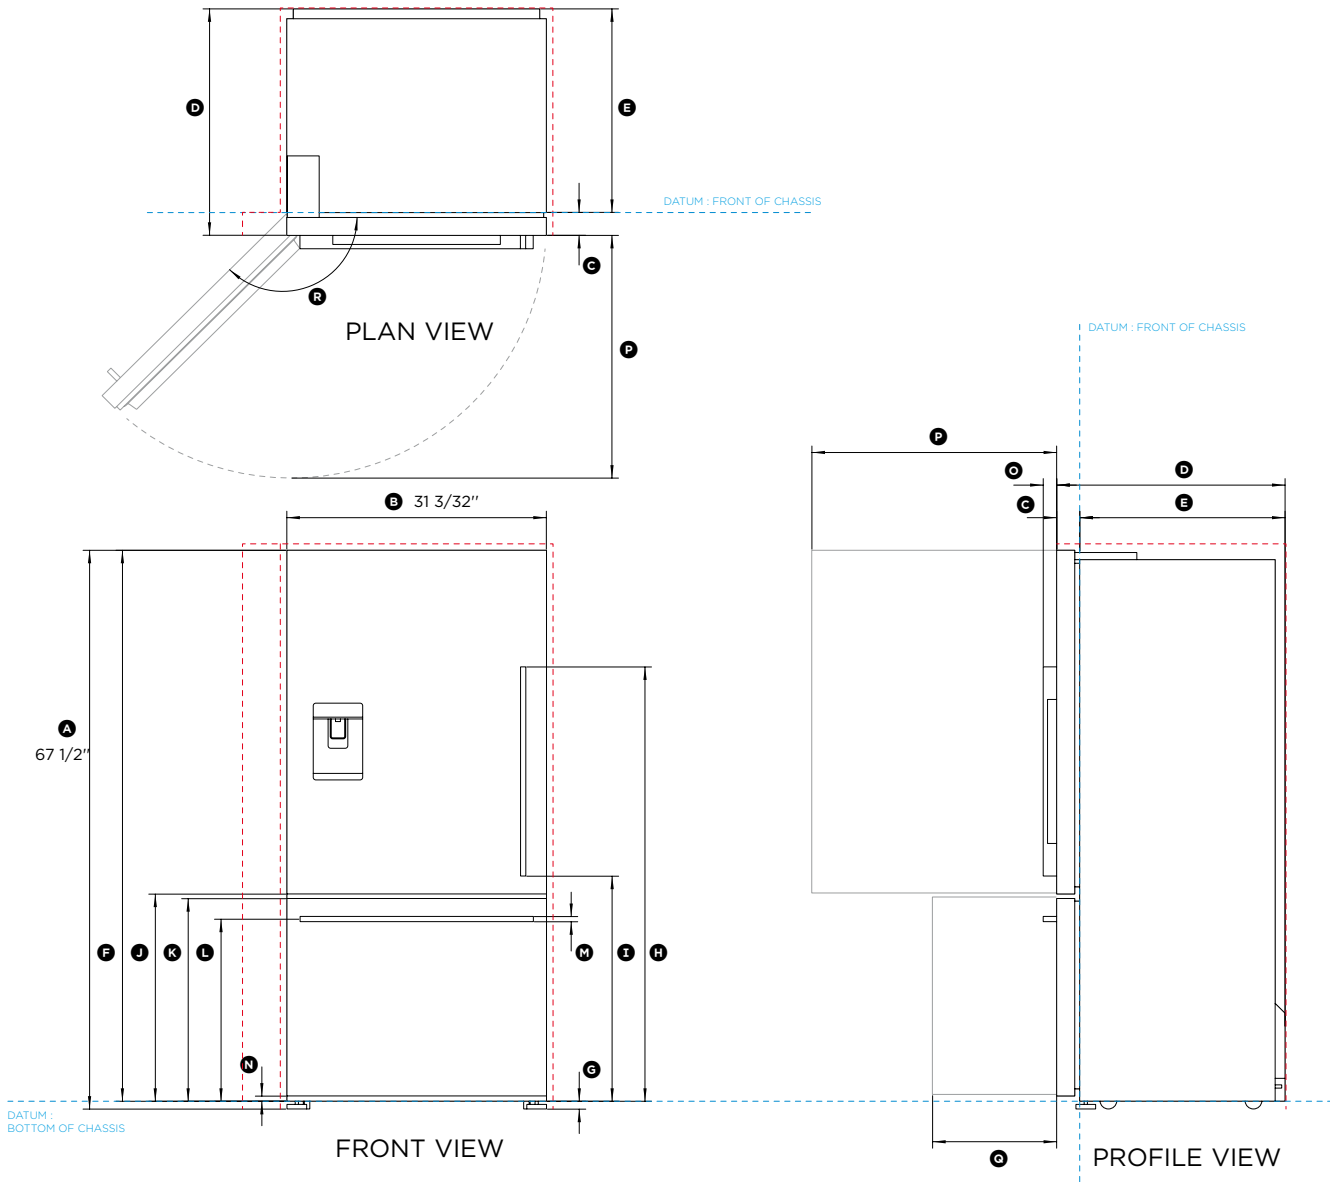 D
E
DATUM : FRONT OF CHASSIS
C
R
PLAN VIEW
P
DATUM : FRONT OF CHASSIS
P
O
D
B 31 3/32"
C
E
A
67 1/2"
F
J
K
L
M
I
H
N
G
DATUM :
BOTTOM OF CHASSIS
FRONT VIEW
Q
PROFILE VIEW